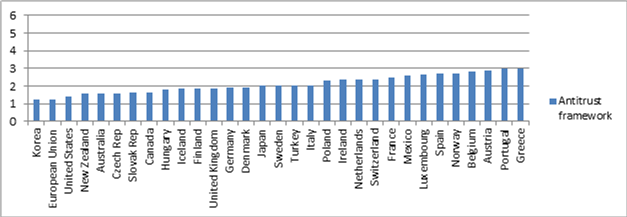 6
5
4
3
2
1
0
Korea
European Union
United States
New Zealand
Australia
Czech Rep
Slovak Rep
Canada
Hungary
Iceland
Finland
United Kingdom
Germany
Denmark
Japan
Sweden
Turkey
Italy
Poland
Ireland
Netherlands
Switzerland
France
Mexico
Luxembourg
Spain
Norway
Belgium
Austria
Portugal
Greece
Antitrust
framework